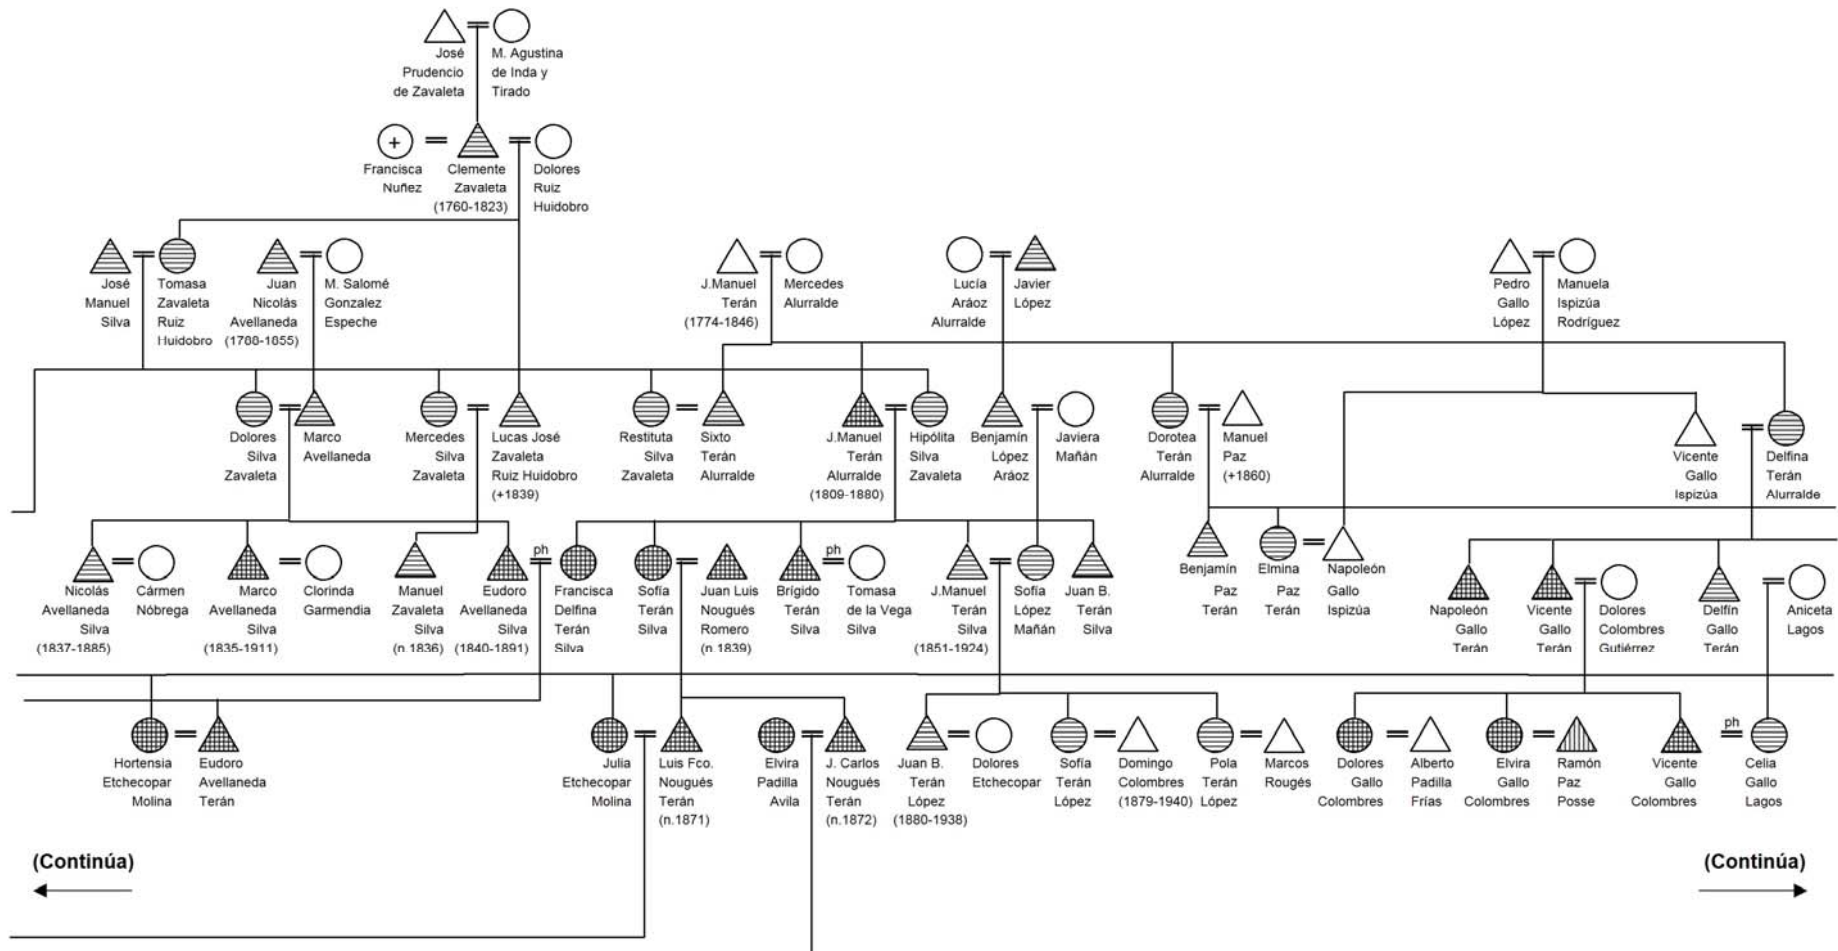 José
Prudencio
de Zavaleta
M. Agustina
de Inda y
Tirado
+
Francisca
Nuñez
Clemente
Zavaleta
(1760-1823)
Dolores
Ruiz
Huidobro
José
Manuel
Silva
Tomasa
Zavaleta
Ruiz
Huidobro
Juan
Nicolás
Avellaneda
(1788-1855)
M. Salomé
Gonzalez
Espeche
J.Manuel
Terán
(1774-1846)
Mercedes
Alurralde
Lucía
Aráoz
Alurralde
Javier
López
Pedro
Gallo
López
Manuela
Ispizúa
Rodríguez
Dolores
Silva
Zavaleta
Marco
Avellaneda
Mercedes
Silva
Zavaleta
Lucas José
Zavaleta
Ruiz Huidobro
(+1839)
Restituta
Silva
Zavaleta
Sixto
Terán
Alurralde
J.Manuel
Terán
Alurralde
(1809-1880)
Hipólita
Silva
Zavaleta
Benjamín
López
Aráoz
Javiera
Mañán
Dorotea
Terán
Alurralde
Manuel
Paz
(+1860)
Vicente
Gallo
Ispizúa
Delfina
Terán
Alurralde
Nicolás
Avellaneda
Silva
(1837-1885)
Cármen
Nóbrega
Marco
Avellaneda
Silva
(1835-1911)
Clorinda
Garmendia
Manuel
Zavaleta
Silva
(n.1836)
Eudoro
Avellaneda
Silva
(1840-1891)
ph
Francisca
Delfina
Terán
Silva
Sofía
Terán
Silva
Juan Luis
Nougués
Romero
(n.1839)
Brígido
Terán
Silva
ph
Tomasa
de la Vega
Silva
J.Manuel
Terán
Silva
(1851-1924)
Sofía
López
Mañán
Juan B.
Terán
Silva
Benjamín
Paz
Terán
Elmina
Paz
Terán
Napoleón
Gallo
Ispizúa
Napoleón
Gallo
Terán
Vicente
Gallo
Terán
Dolores
Colombres
Gutiérrez
Delfín
Gallo
Terán
Aniceta
Lagos
Hortensia
Etchecopar
Molina
Eudoro
Avellaneda
Terán
Julia
Etchecopar
Molina
Luis Fco.
Nougués
Terán
(n.1871)
Elvira
Padilla
Avila
J. Carlos
Nougués
Terán
(n.1872)
Juan B.
Terán
López
(1880-1938)
Dolores
Etchecopar
Sofía
Terán
López
Domingo
Colombres
(1879-1940)
Pola
Terán
López
Marcos
Rougés
Dolores
Gallo
Colombres
Alberto
Padilla
Frías
Elvira
Gallo
Colombres
Ramón
Paz
Posse
Vicente
Gallo
Colombres
ph
Celia
Gallo
Lagos
(Continúa)
(Continúa)